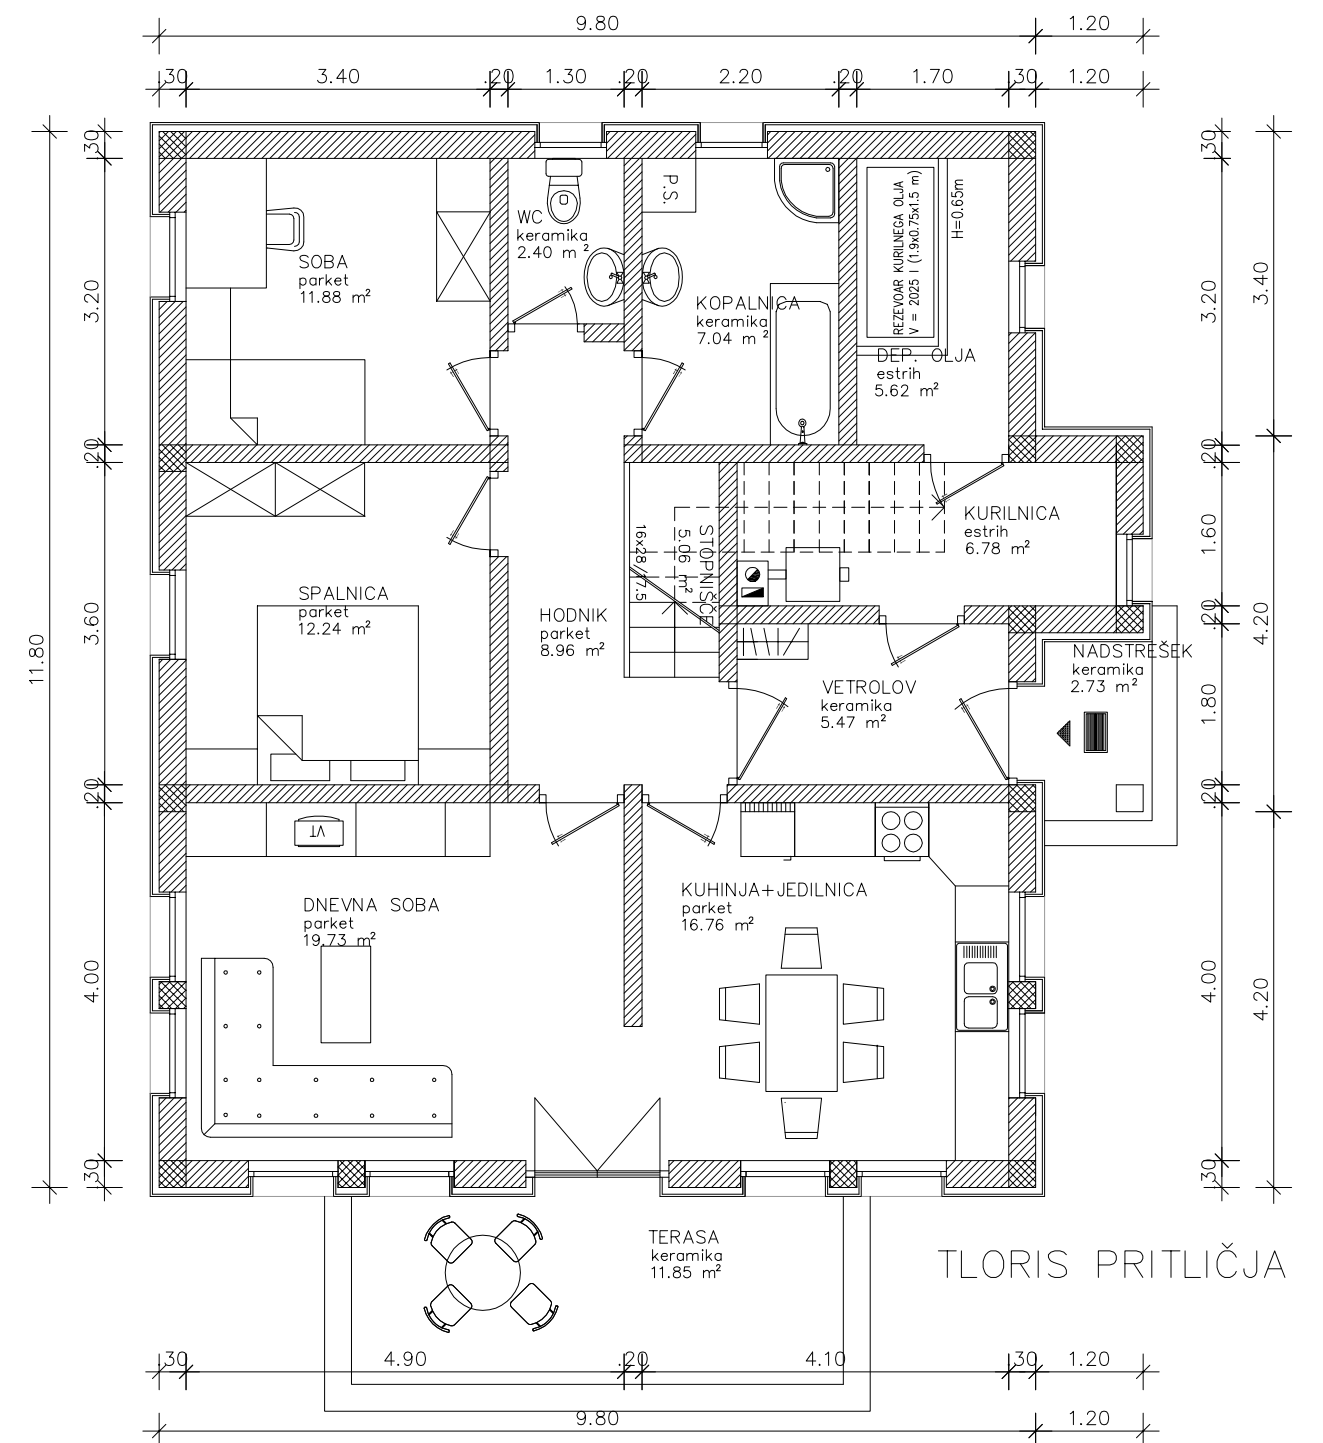 9.80
1.20
.30
3.40
.20
1.30
.20
2.20
.20
1.70
.30
1.20
.30
3.20
.20
3.60
.20
4.00
.30
11.80
.30
3.20
.20
1.60
.20
1.80
.20
4.00
.30
3.40
4.20
4.20
SOBA
parket
11.88 m²
WC
keramika
2.40 m²
P.S.
KOPALNICA
keramika
7.04 m²
REZEVOAR KURILNEGA OLJA
V = 2025 l (1.9x0.75x1.5 m)
H=0.65m
DEP. OLJA
estrih
5.62 m²
KURILNICA
estrih
6.78 m²
STOPNIŠČE
5.06 m²
16x28/17.5
SPALNICA
parket
12.24 m²
HODNIK
parket
8.96 m²
VETROLOV
keramika
5.47 m²
NADSTREŠEK
keramika
2.73 m²
TV
DNEVNA SOBA
parket
19.73 m²
KUHINJA+JEDILNICA
parket
16.76 m²
TERASA
keramika
11.85 m²
TLORIS PRITLIČJA
.30
4.90
.20
4.10
.30
1.20
9.80
1.20